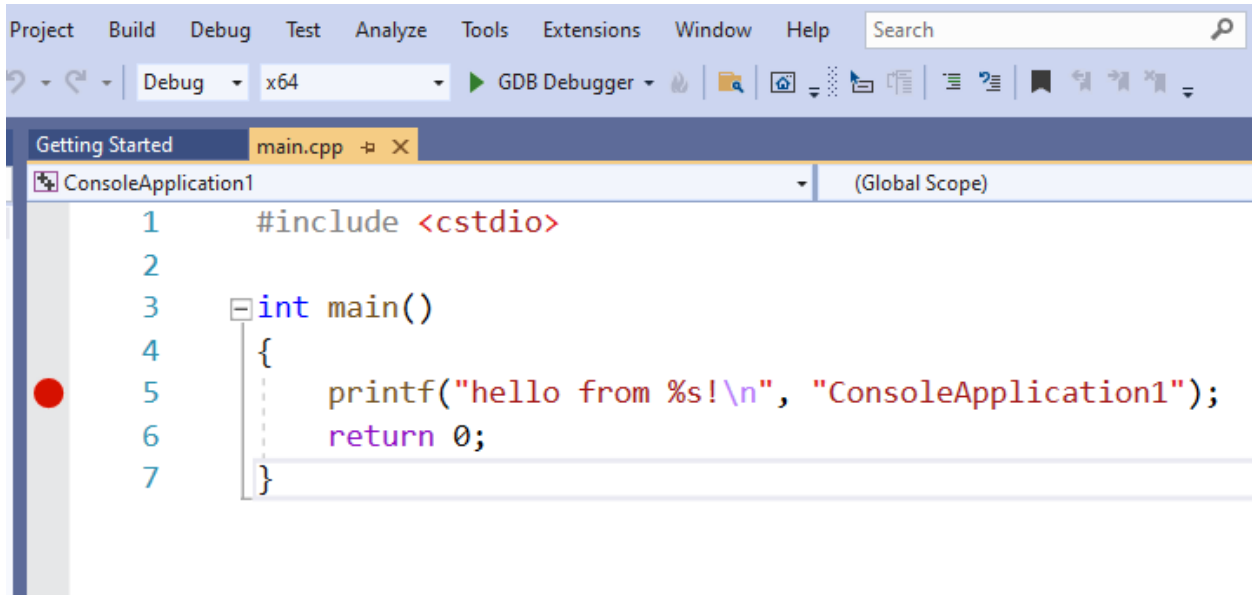 Project Build Debug Test Analyze Tools Extensions Window Help Search
Debug x64 GDB Debugger
Getting Started main.cpp
ConsoleApplication1 (Global Scope)
1 #include <cstdio>
2
3 int main()
4 {
5 printf("hello from %s!\n", "ConsoleApplication1");
6 return 0;
7 }